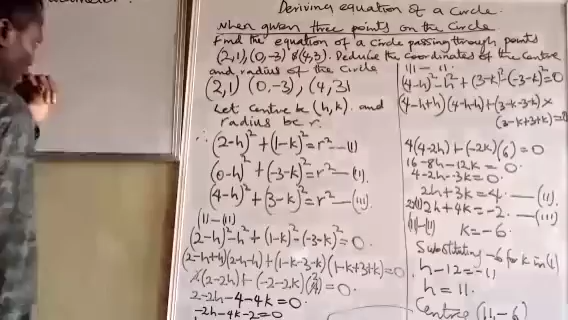 Deriving equation of a circle
when given three points on the circle
Find the equation of a circle passing through points
(2,1), (0,-3) & (4,3). Deduce the coordinates of the centre
and radius of the circle
(2,1) (0,-3), (4,3)
Let centre be (h,k) and
radius be r.
∴ (2-h)² + (1-k)² = r² — (i)
(0-h)² + (-3-k)² = r² — (ii)
(4-h)² + (3-k)² = r² — (iii)
(i) - (ii)
(2-h)² - h² + (1-k)² - (-3-k)² = 0.
(2-h+h)(2-h-h) + (1-k-3-k)(1-k+3+k) = 0
2(2-2h) + (-2-2k)(4) = 0
2-2h-4-4k = 0.
-2h-4k-2 = 0
(4-h)² - h² + (3-k)² - (-3-k)² = 0
(4-h+h)(4-h-h) + (3-k-3-k) ×
(3-k+3+k) = 0
4(4-2h) + (-2k)(6) = 0
16-8h-12k = 0.
4-2h-3k = 0.
2h+3k = 4. — (ii)
2h+4k = -2. — (iii)
k = -6.
Substituting -6 for k in (i)
h-12 = -1
h = 11.
Centre (11,-6)